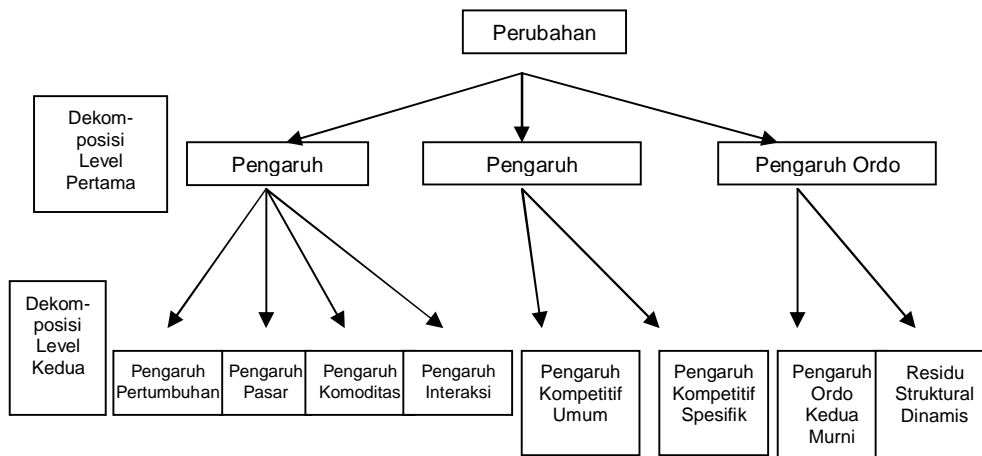 Perubahan
Dekom-
posisi
Level
Pertama
Pengaruh
Pengaruh
Pengaruh Ordo
Dekom-
posisi
Level
Kedua
Pengaruh
Pertumbuhan
Pengaruh
Pasar
Pengaruh
Komoditas
Pengaruh
Interaksi
Pengaruh
Kompetitif
Umum
Pengaruh
Kompetitif
Spesifik
Pengaruh
Ordo
Kedua
Murni
Residu
Struktural
Dinamis